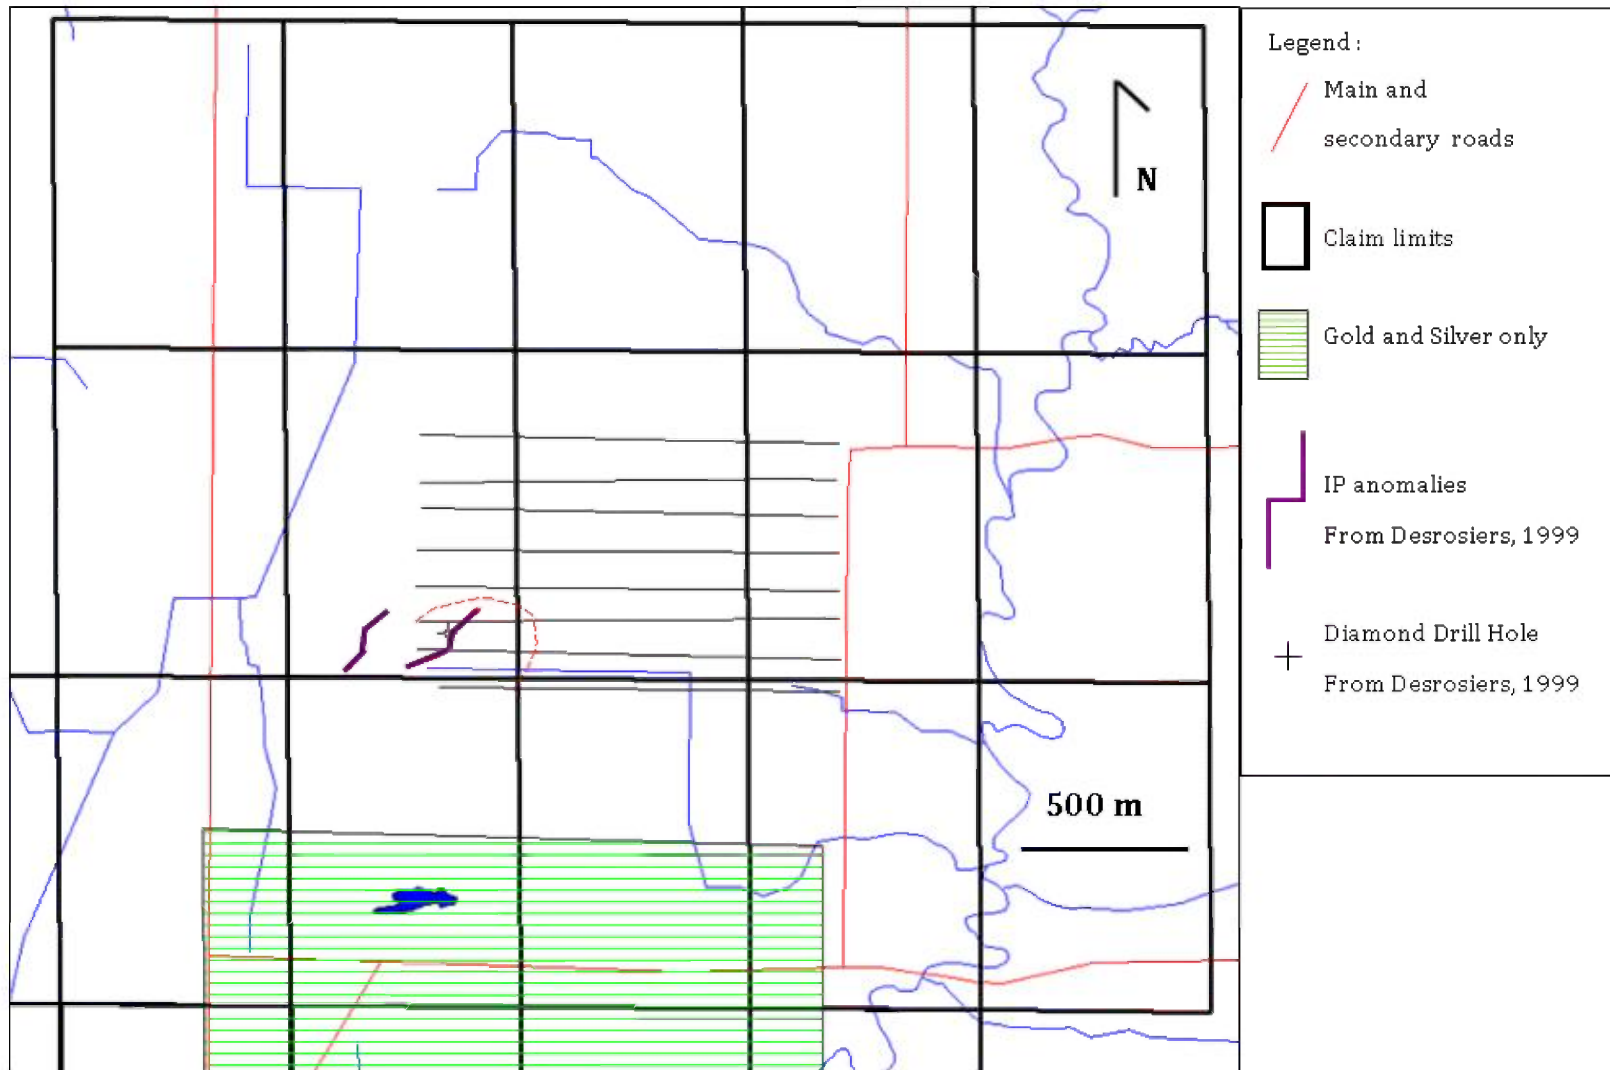 Legend :
Main and
secondary roads
N
Claim limits
Gold and Silver only
IP anomalies
From Desrosiers, 1999
Diamond Drill Hole
From Desrosiers, 1999
500 m